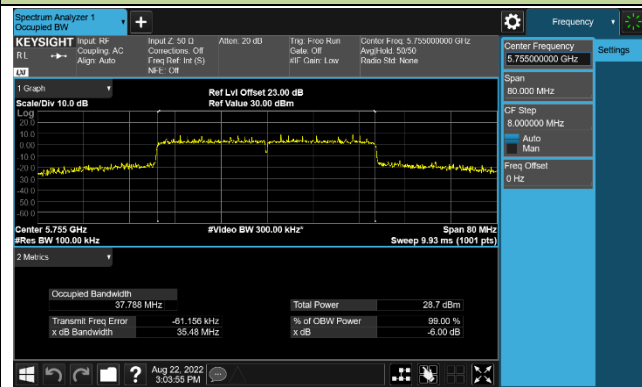 Spectrum Analyzer 1
Occupied BW
Frequency
KEYSIGHT
Input: RF
Input Z: 50 Ω
Atten: 20 dB
Trig: Free Run
Center Freq: 5.755000000 GHz
RL
Coupling: AC
Corrections: Off
Gate: Off
Avg|Hold: 50/50
Align: Auto
Freq Ref: Int (S)
#IF Gain: Low
Radio Std: None
NFE: Off
LXI
1 Graph
Ref Lvl Offset 23.00 dB
Scale/Div 10.0 dB
Ref Value 30.00 dBm
Log
20.0
10.0
0.00
-10.0
-20.0
-30.0
-40.0
-50.0
-60.0
Center 5.755 GHz
#Video BW 300.00 kHz*
Span 80 MHz
#Res BW 100.00 kHz
Sweep 9.93 ms (1001 pts)
2 Metrics
Occupied Bandwidth
37.788 MHz
Total Power
28.7 dBm
Transmit Freq Error
-61.156 kHz
% of OBW Power
99.00 %
x dB Bandwidth
35.48 MHz
x dB
-6.00 dB
Center Frequency
5.755000000 GHz
Settings
Span
80.000 MHz
CF Step
8.000000 MHz
Auto
Man
Freq Offset
0 Hz
Aug 22, 2022
3:03:55 PM